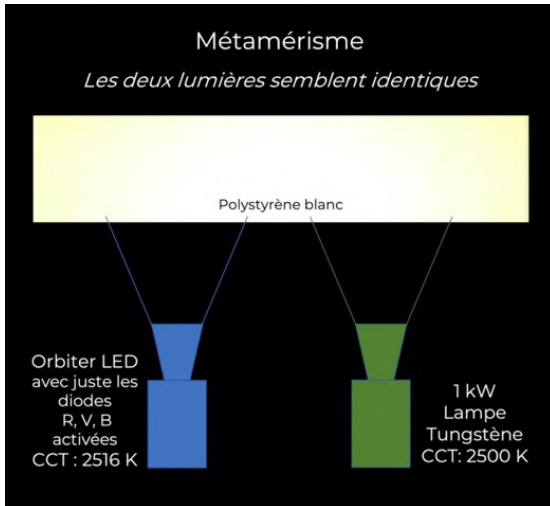 Métamérisme
Les deux lumières semblent identiques
Polystyrène blanc
Orbiter LED
avec juste les
diodes
R, V, B
activées
CCT : 2516 K
1 kW
Lampe
Tungstène
CCT: 2500 K